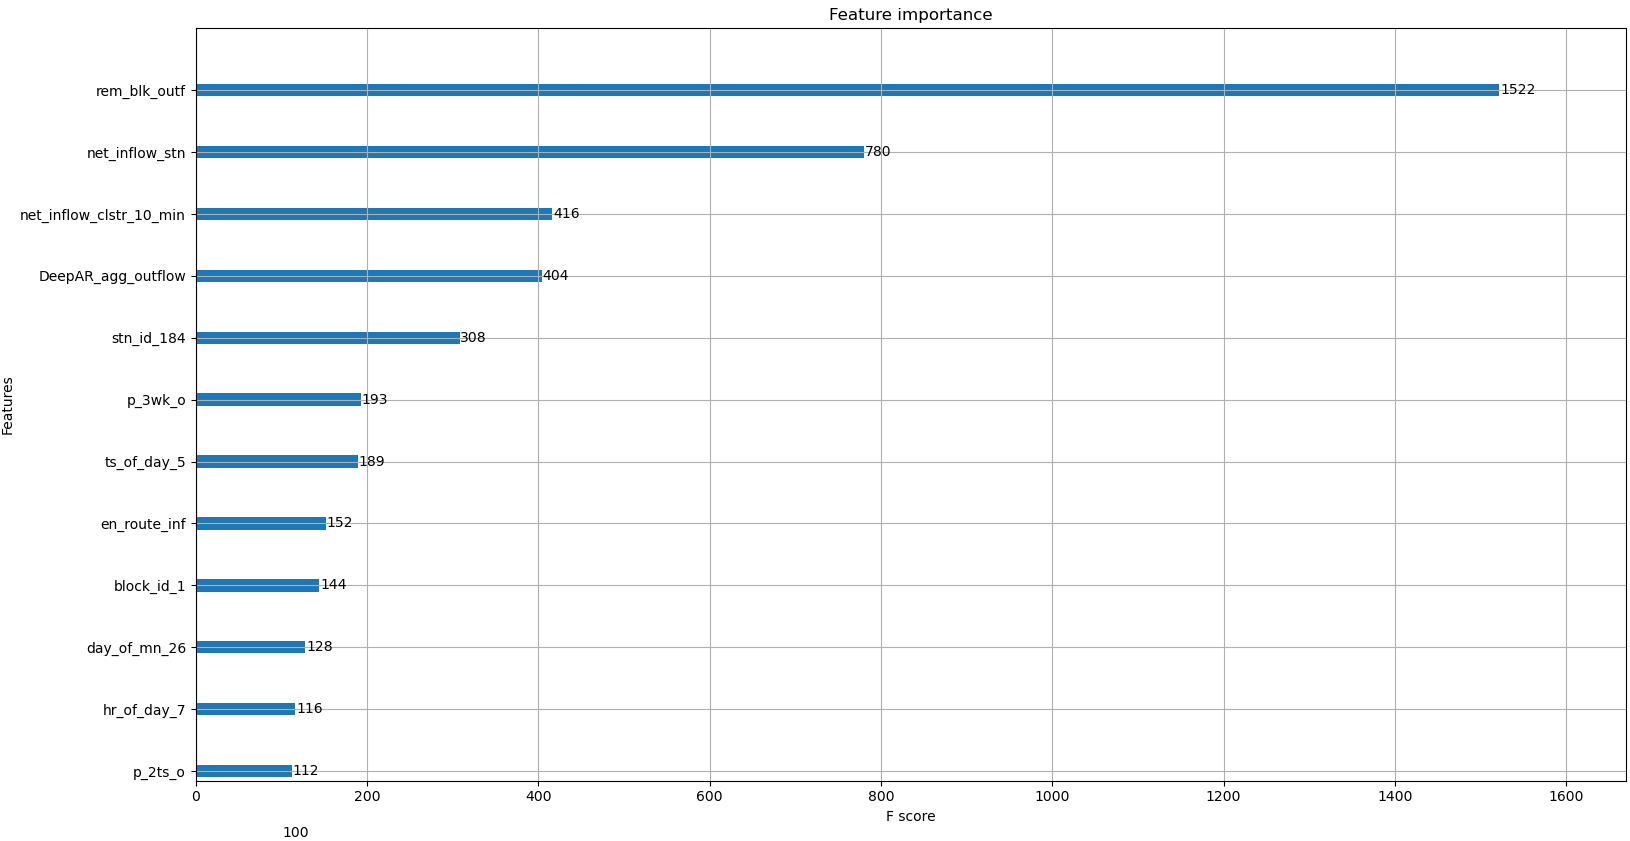 Feature importance
rem_blk_outf 1522
net_inflow_stn 780
net_inflow_clstr_10_min 416
DeepAR_agg_outflow 404
stn_id_184 308
Features
p_3wk_o 193
ts_of_day_5 189
en_route_inf 152
block_id_1 144
day_of_mn_26 128
hr_of_day_7 116
p_2ts_o 112
0 200 400 600 800 1000 1200 1400 1600
F score
100